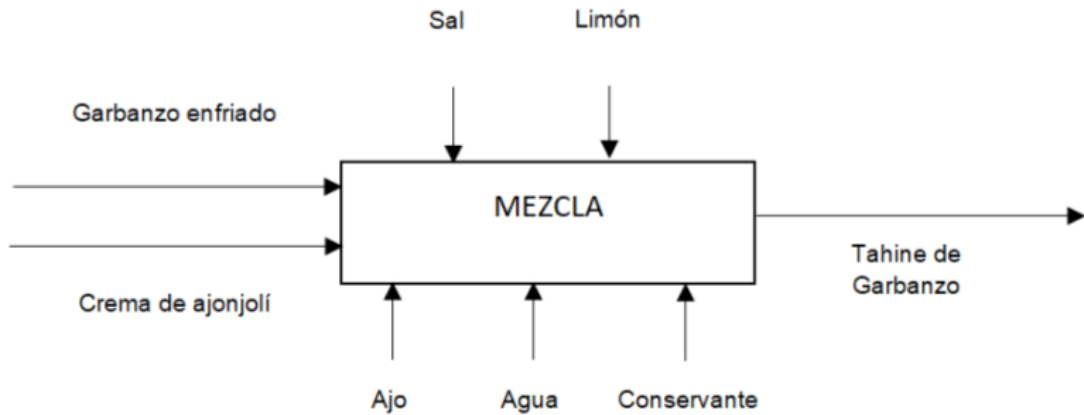 Sal
Limón
Garbanzo enfriado
MEZCLA
Tahine de
Garbanzo
Crema de ajonjolí
Ajo
Agua
Conservante